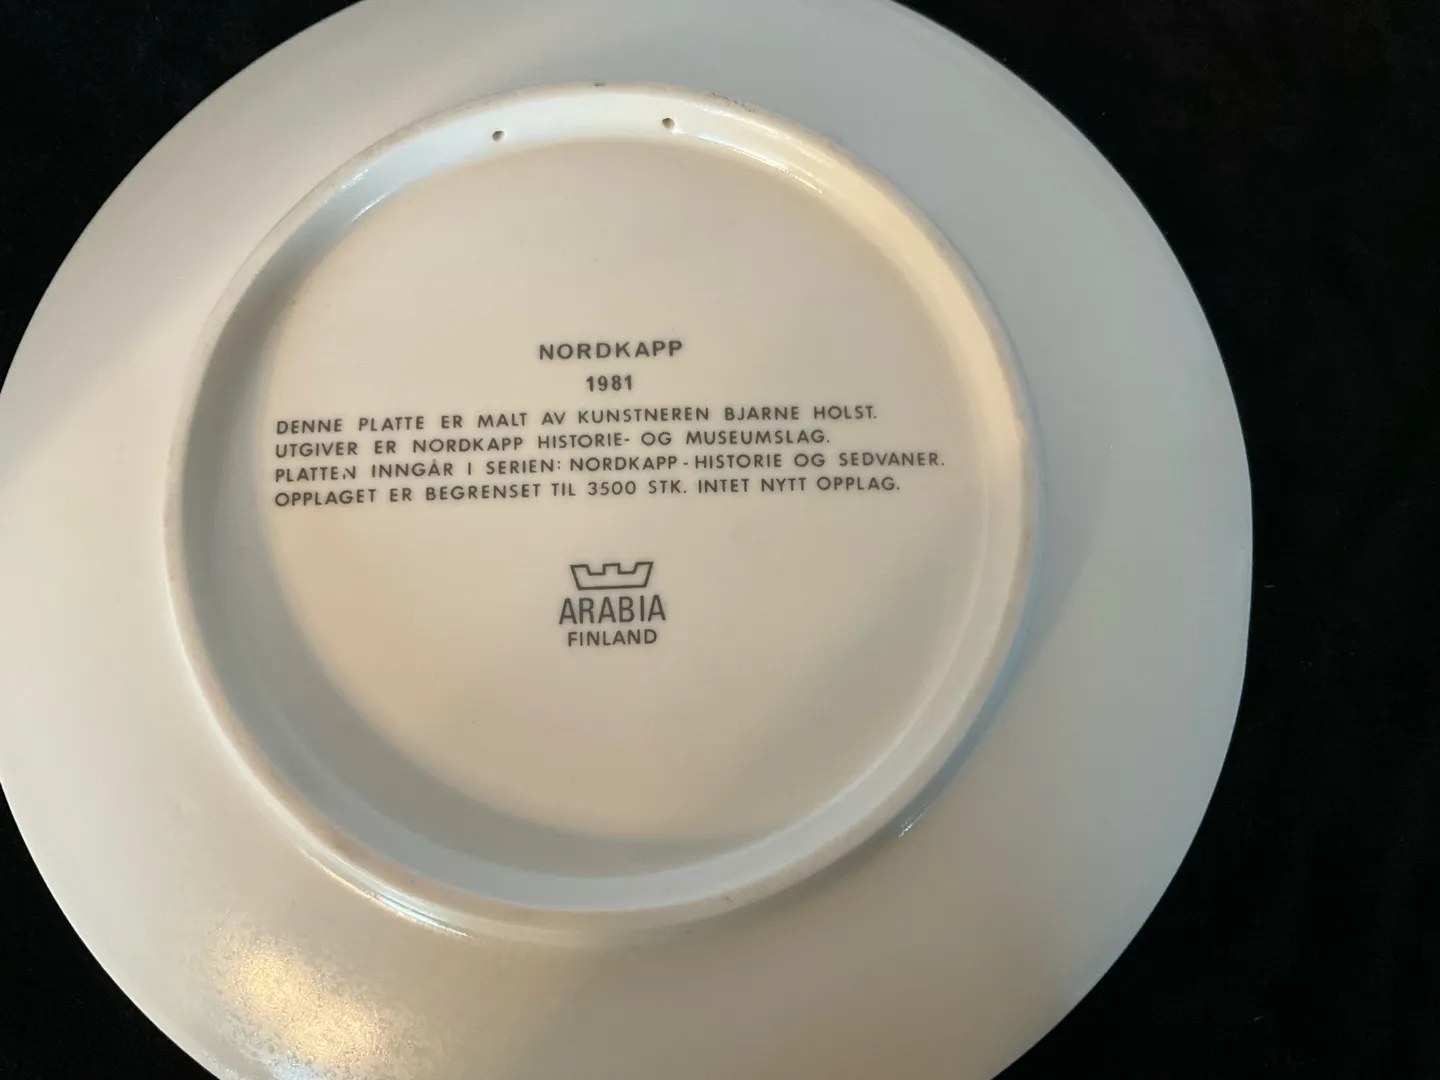 NORDKAPP
1981
DENNE PLATTE ER MALT AV KUNSTNEREN BJARNE HOLST.
UTGIVER ER NORDKAPP HISTORIE- OG MUSEUMSLAG.
PLATTEN INNGÅR I SERIEN: NORDKAPP - HISTORIE OG SEDVANER.
OPPLAGET ER BEGRENSET TIL 3500 STK. INTET NYTT OPPLAG.
ARABIA
FINLAND